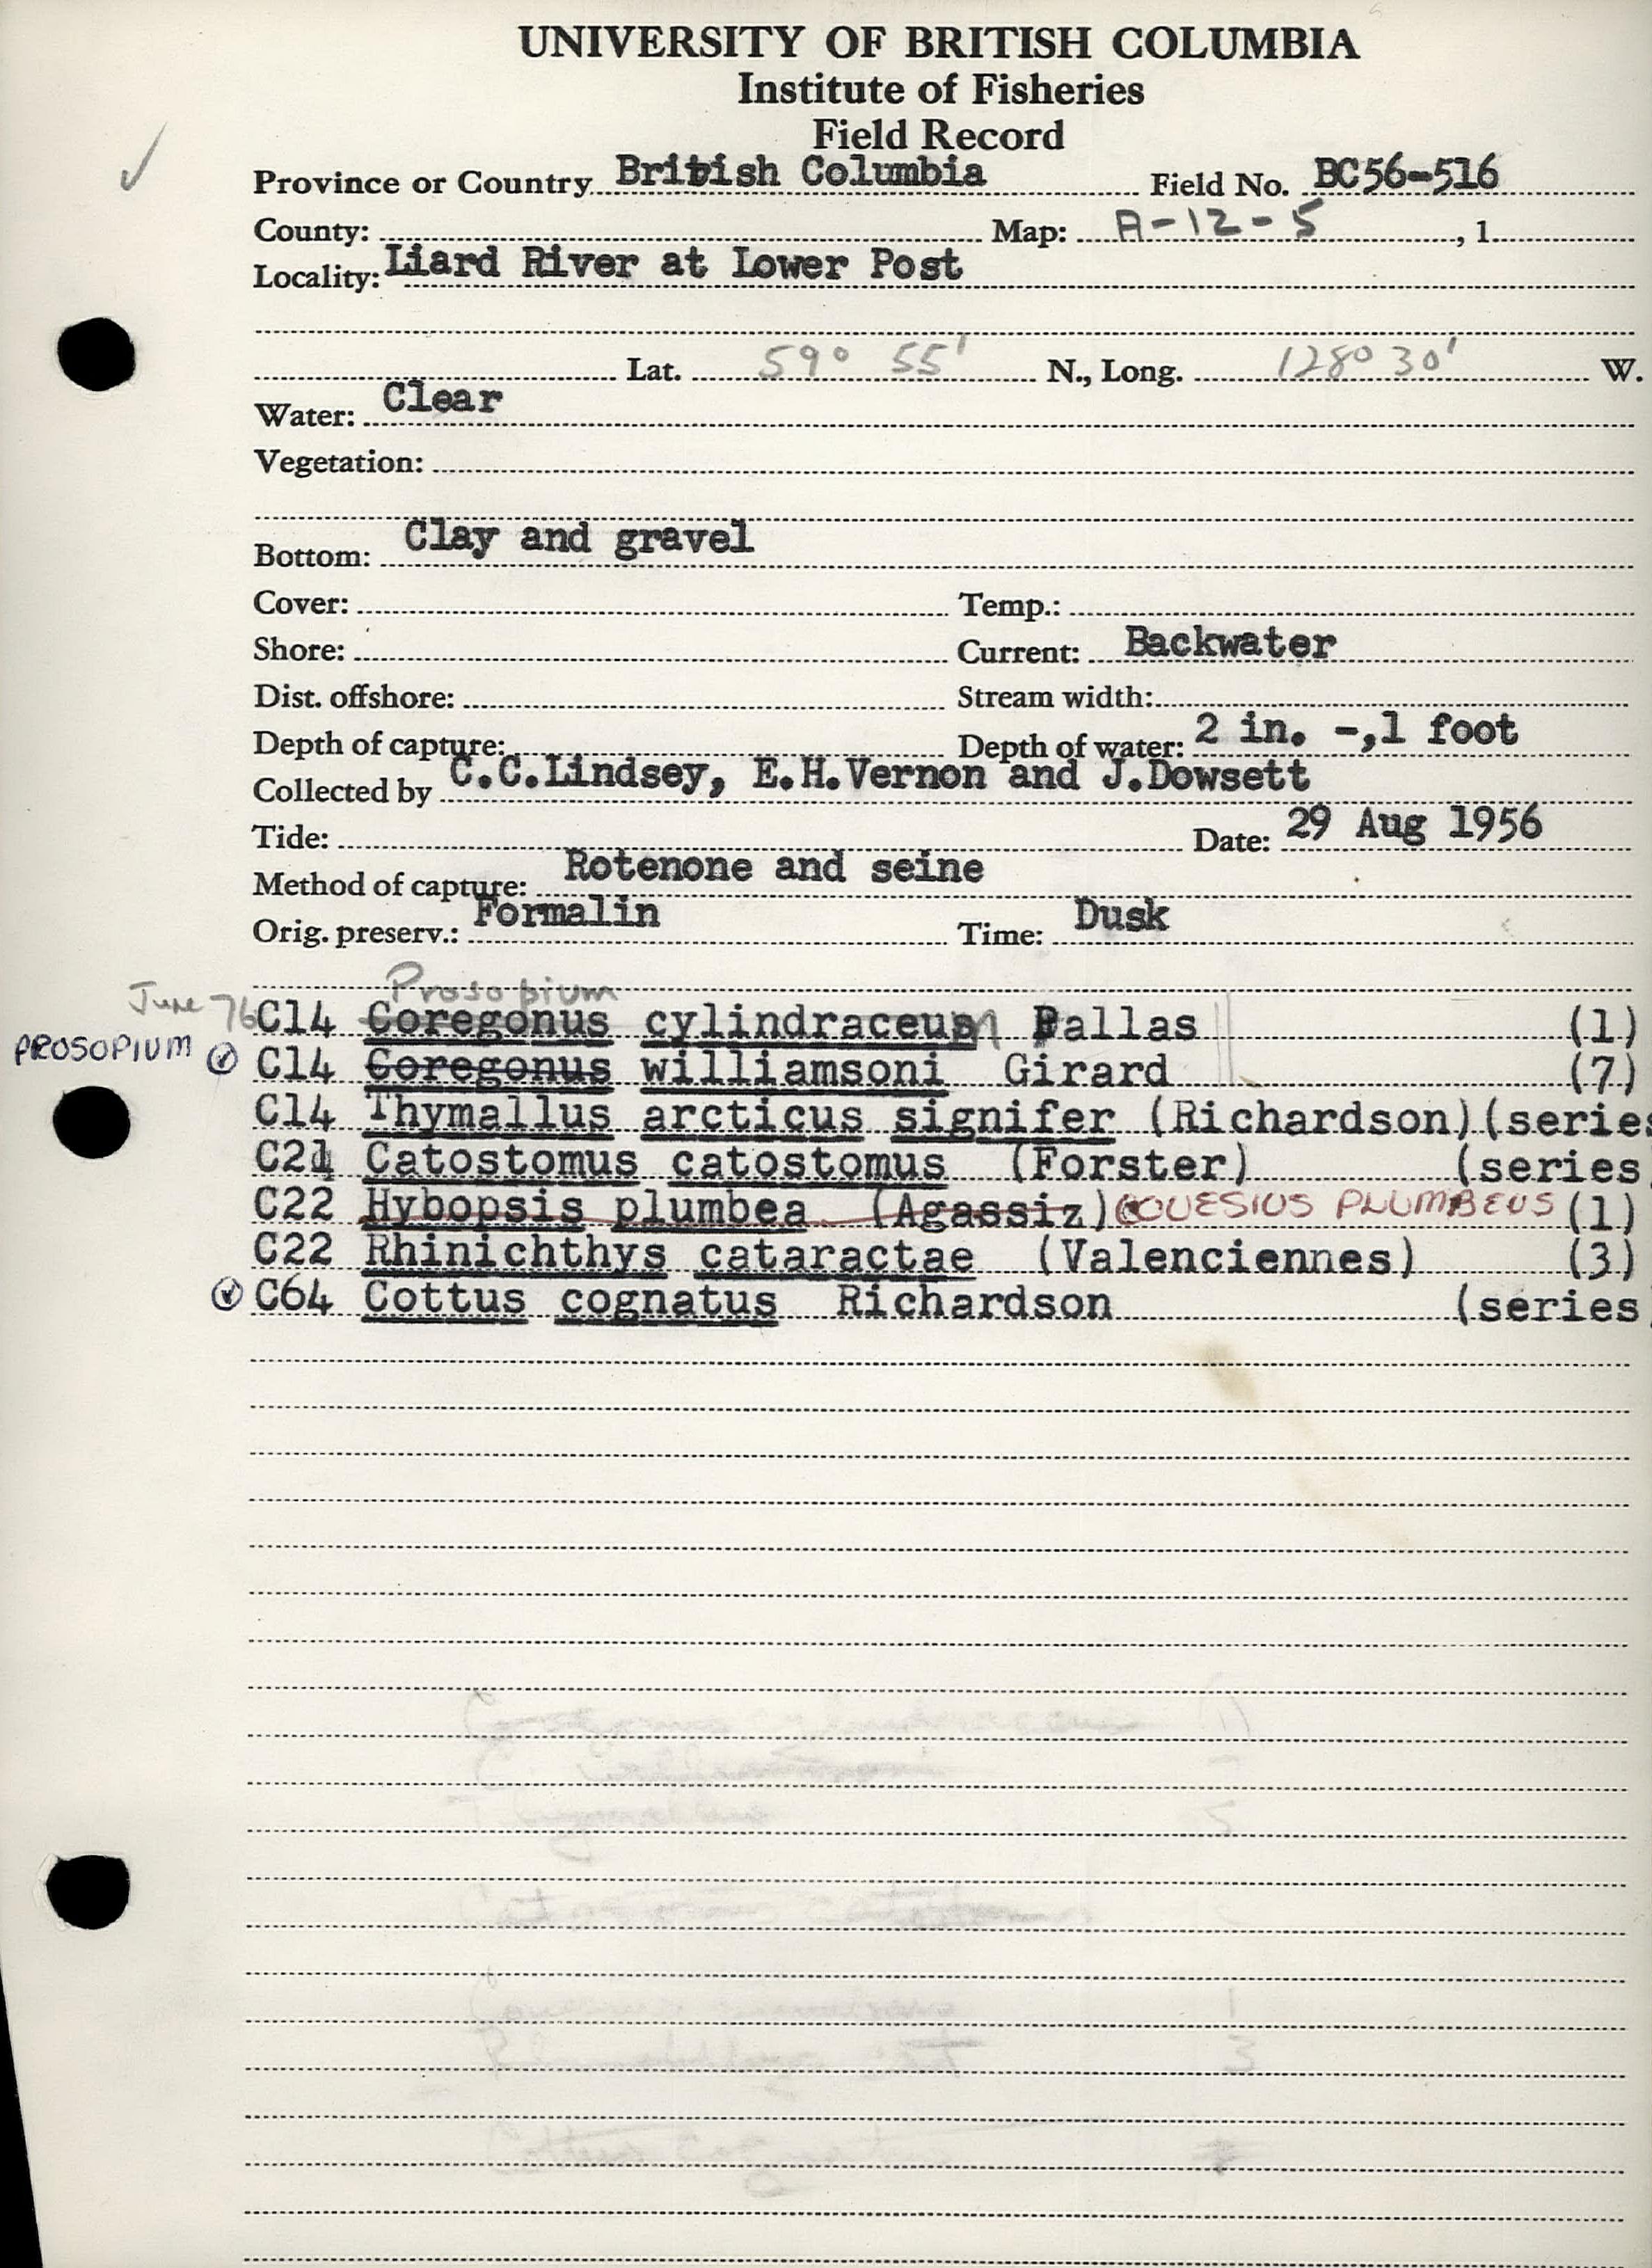 UNIVERSITY OF BRITISH COLUMBIA
Institute of Fisheries
Field Record
Province or Country British Columbia Field No. BC56-516
County: Map: A-12-5 , 1
Locality: Liard River at Lower Post
Lat. 59° 55' N., Long. 128° 30' W.
Water: Clear
Vegetation:
Bottom: Clay and gravel
Cover: Temp.:
Shore: Current: Backwater
Dist. offshore: Stream width:
Depth of capture: Depth of water: 2 in. -,1 foot
Collected by C.C.Lindsey, E.H.Vernon and J.Dowsett
Tide: Date: 29 Aug 1956
Method of capture: Rotenone and seine
Orig. preserv.: Formalin Time: Dusk
Prosopium
June 76 C14 Coregonus cylindraceum Pallas (1)
PROSOPIUM C14 Coregonus williamsoni Girard (7)
C14 Thymallus arcticus signifer (Richardson) (series
C21 Catostomus catostomus (Forster) (series
C22 Hybopsis plumbea (Agassiz) COUESIUS PLUMBEUS (1)
C22 Rhinichthys cataractae (Valenciennes) (3)
C64 Cottus cognatus Richardson (series